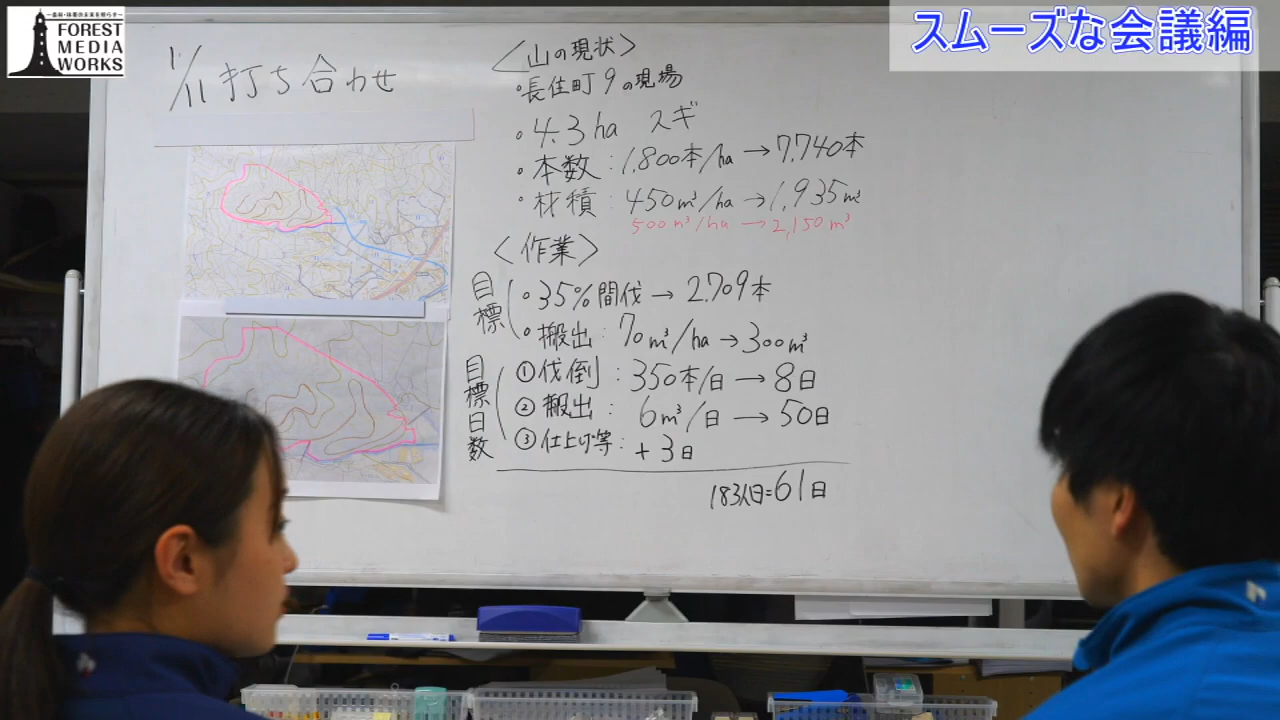 〜森林・林業の未来を照らす〜
FOREST
MEDIA
WORKS
スムーズな会議編
1/11 打ち合わせ
<山の現状>
・長住町9の現場
・4.3ha スギ
・本数:1,800本/ha→7,740本
・材積:450m³/ha→1,935m³
500m³/ha→2,150m³
<作業>
目標
・35%間伐→2,709本
・搬出:70m³/ha→300m³
目標日数
①伐倒:350本/日→8日
②搬出:6m³/日→50日
③仕上げ等:+3日
183人日=61日